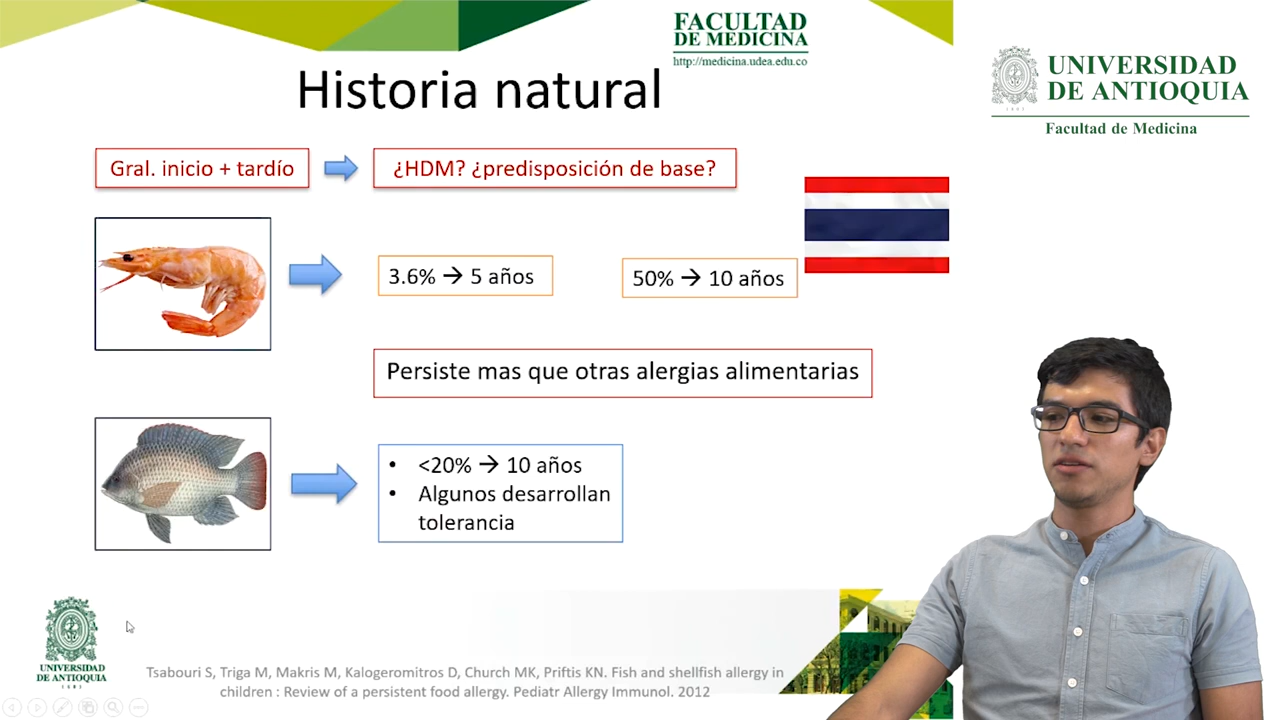 FACULTAD
DE MEDICINA
http://medicina.udea.edu.co
UNIVERSIDAD
DE ANTIOQUIA
1803
Facultad de Medicina
Historia natural
Gral. inicio + tardío
¿HDM? ¿predisposición de base?
3.6% → 5 años
50% → 10 años
Persiste mas que otras alergias alimentarias
• <20% → 10 años
• Algunos desarrollan
tolerancia
UNIVERSIDAD
DE ANTIOQUIA
1803
Tsabouri S, Triga M, Makris M, Kalogeromitros D, Church MK, Priftis KN. Fish and shellfish allergy in
children : Review of a persistent food allergy. Pediatr Allergy Immunol. 2012